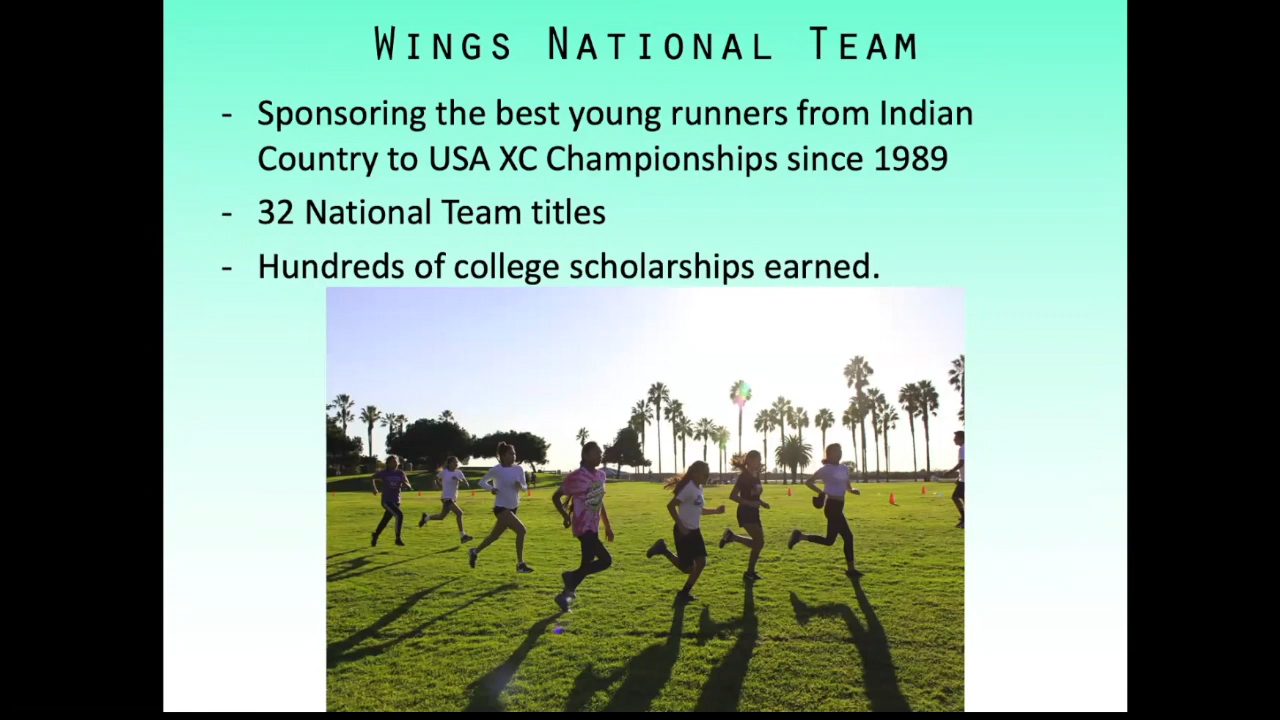 Wings National Team
- Sponsoring the best young runners from Indian
Country to USA XC Championships since 1989
- 32 National Team titles
- Hundreds of college scholarships earned.